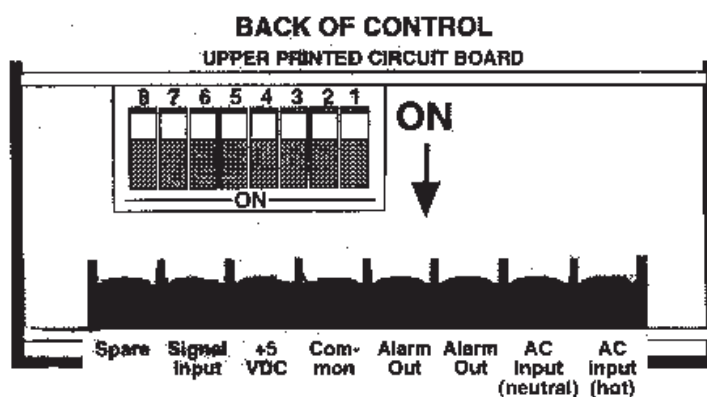 BACK OF CONTROL
UPPER PRINTED CIRCUIT BOARD
8 7 6 5 4 3 2 1
ON
ON
Spare Signal Input +5 VDC Com-mon Alarm Out Alarm Out AC Input (neutral) AC Input (hot)